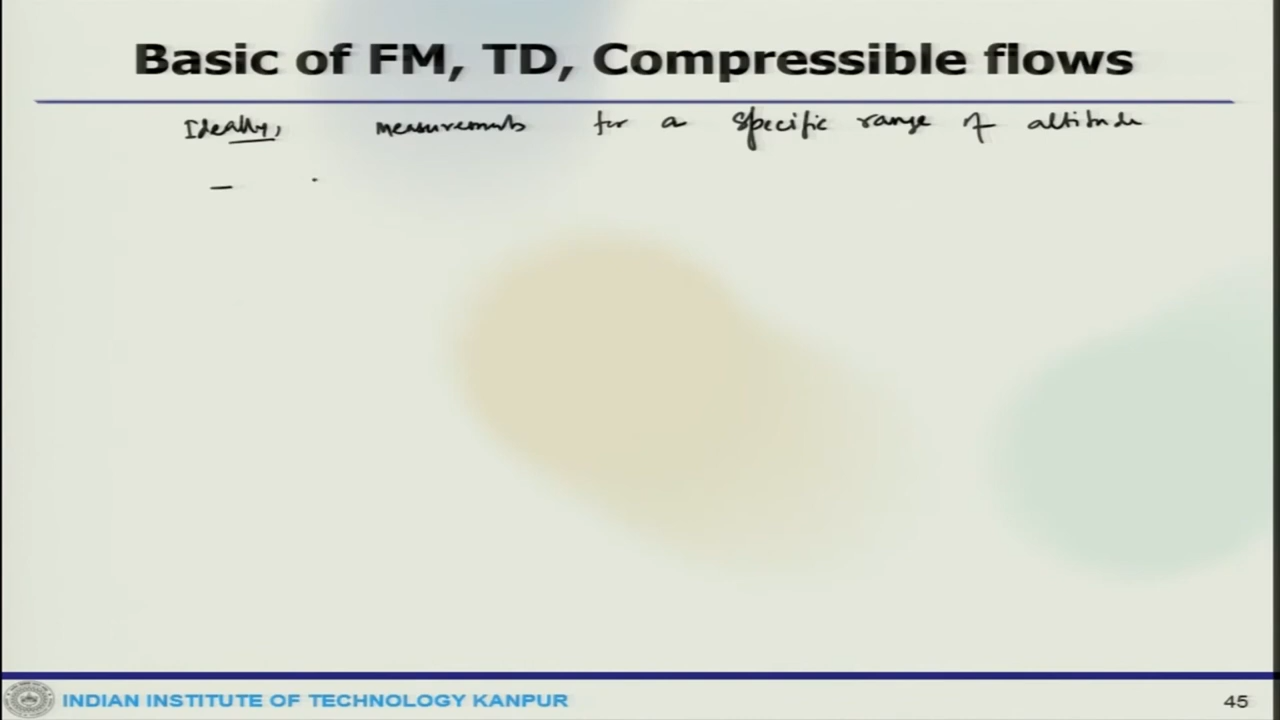 Basic of FM, TD, Compressible flows
Ideally, measurements for a specific range of altitude
-
INDIAN INSTITUTE OF TECHNOLOGY KANPUR
45